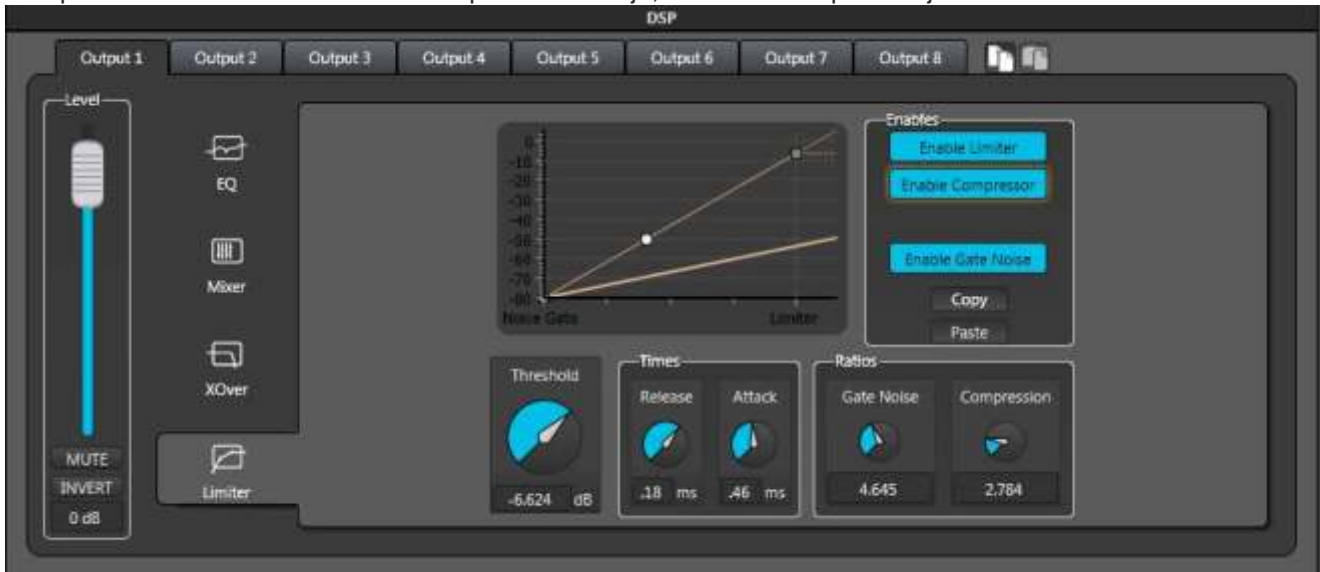 DSP
Output 1 Output 2 Output 3 Output 4 Output 5 Output 6 Output 7 Output 8
Level
EQ
Mixer
XOver
Limiter
MUTE
INVERT
0 dB
0
-10
-20
-30
-40
-50
-60
-70
-80
Noise Gate Limiter
Enables
Enable Limiter
Enable Compressor
Enable Gate Noise
Copy
Paste
Threshold
-6.624 dB
Times
Release Attack
.18 ms .46 ms
Ratios
Gate Noise Compression
4.645 2.784